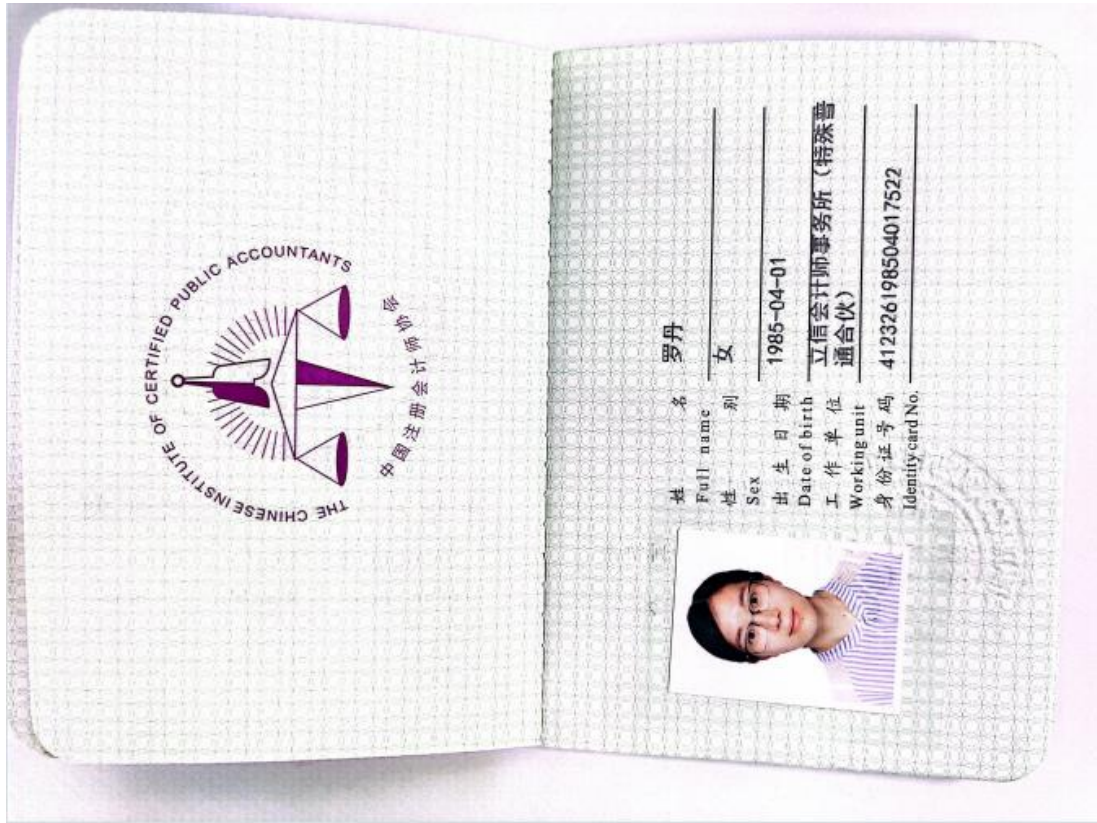 THE CHINESE INSTITUTE OF CERTIFIED PUBLIC ACCOUNTANTS
中国注册会计师协会
姓 名 罗丹
Full name
性 别 女
Sex
出 生 日 期 1985-04-01
Date of birth
工 作 单 位 立信会计师事务所（特殊普
Working unit 通合伙）
身 份 证 号 码 412326198504017522
Identity card No.